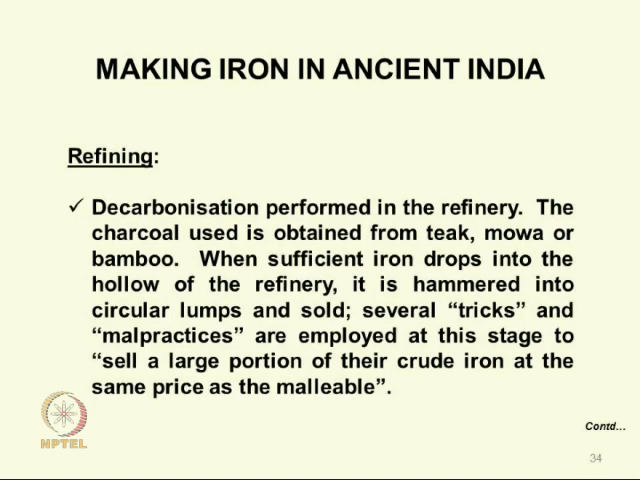 MAKING IRON IN ANCIENT INDIA
Refining:
✓ Decarbonisation performed in the refinery. The
charcoal used is obtained from teak, mowa or
bamboo. When sufficient iron drops into the
hollow of the refinery, it is hammered into
circular lumps and sold; several “tricks” and
“malpractices” are employed at this stage to
“sell a large portion of their crude iron at the
same price as the malleable”.
NPTEL
Contd…
34